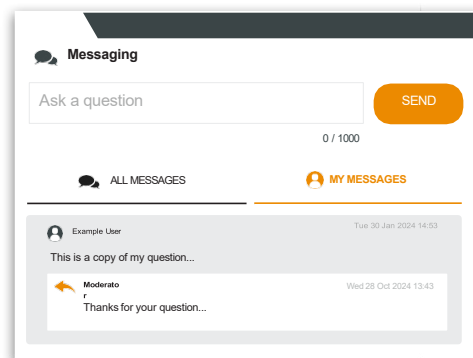 Messaging
Ask a question
SEND
0 / 1000
ALL MESSAGES
MY MESSAGES
Example User
Tue 30 Jan 2024 14:53
This is a copy of my question...
Moderato
r
Wed 28 Oct 2024 13:43
Thanks for your question...